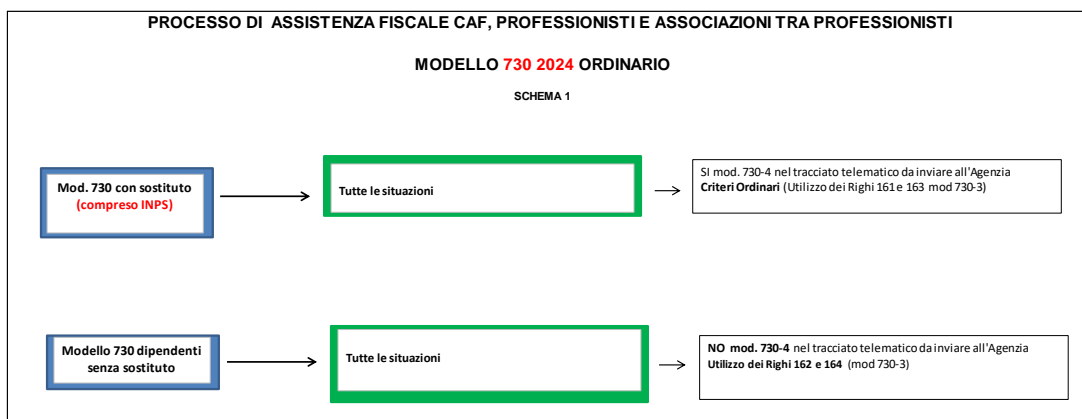 PROCESSO DI ASSISTENZA FISCALE CAF, PROFESSIONISTI E ASSOCIAZIONI TRA PROFESSIONISTI
MODELLO 730 2024 ORDINARIO
SCHEMA 1
Mod. 730 con sostituto
(compreso INPS)
Tutte le situazioni
SI mod. 730-4 nel tracciato telematico da inviare all'Agenzia
Criteri Ordinari (Utilizzo dei Righi 161 e 163 mod 730-3)
Modello 730 dipendenti
senza sostituto
Tutte le situazioni
NO mod. 730-4 nel tracciato telematico da inviare all'Agenzia
Utilizzo dei Righi 162 e 164 (mod 730-3)